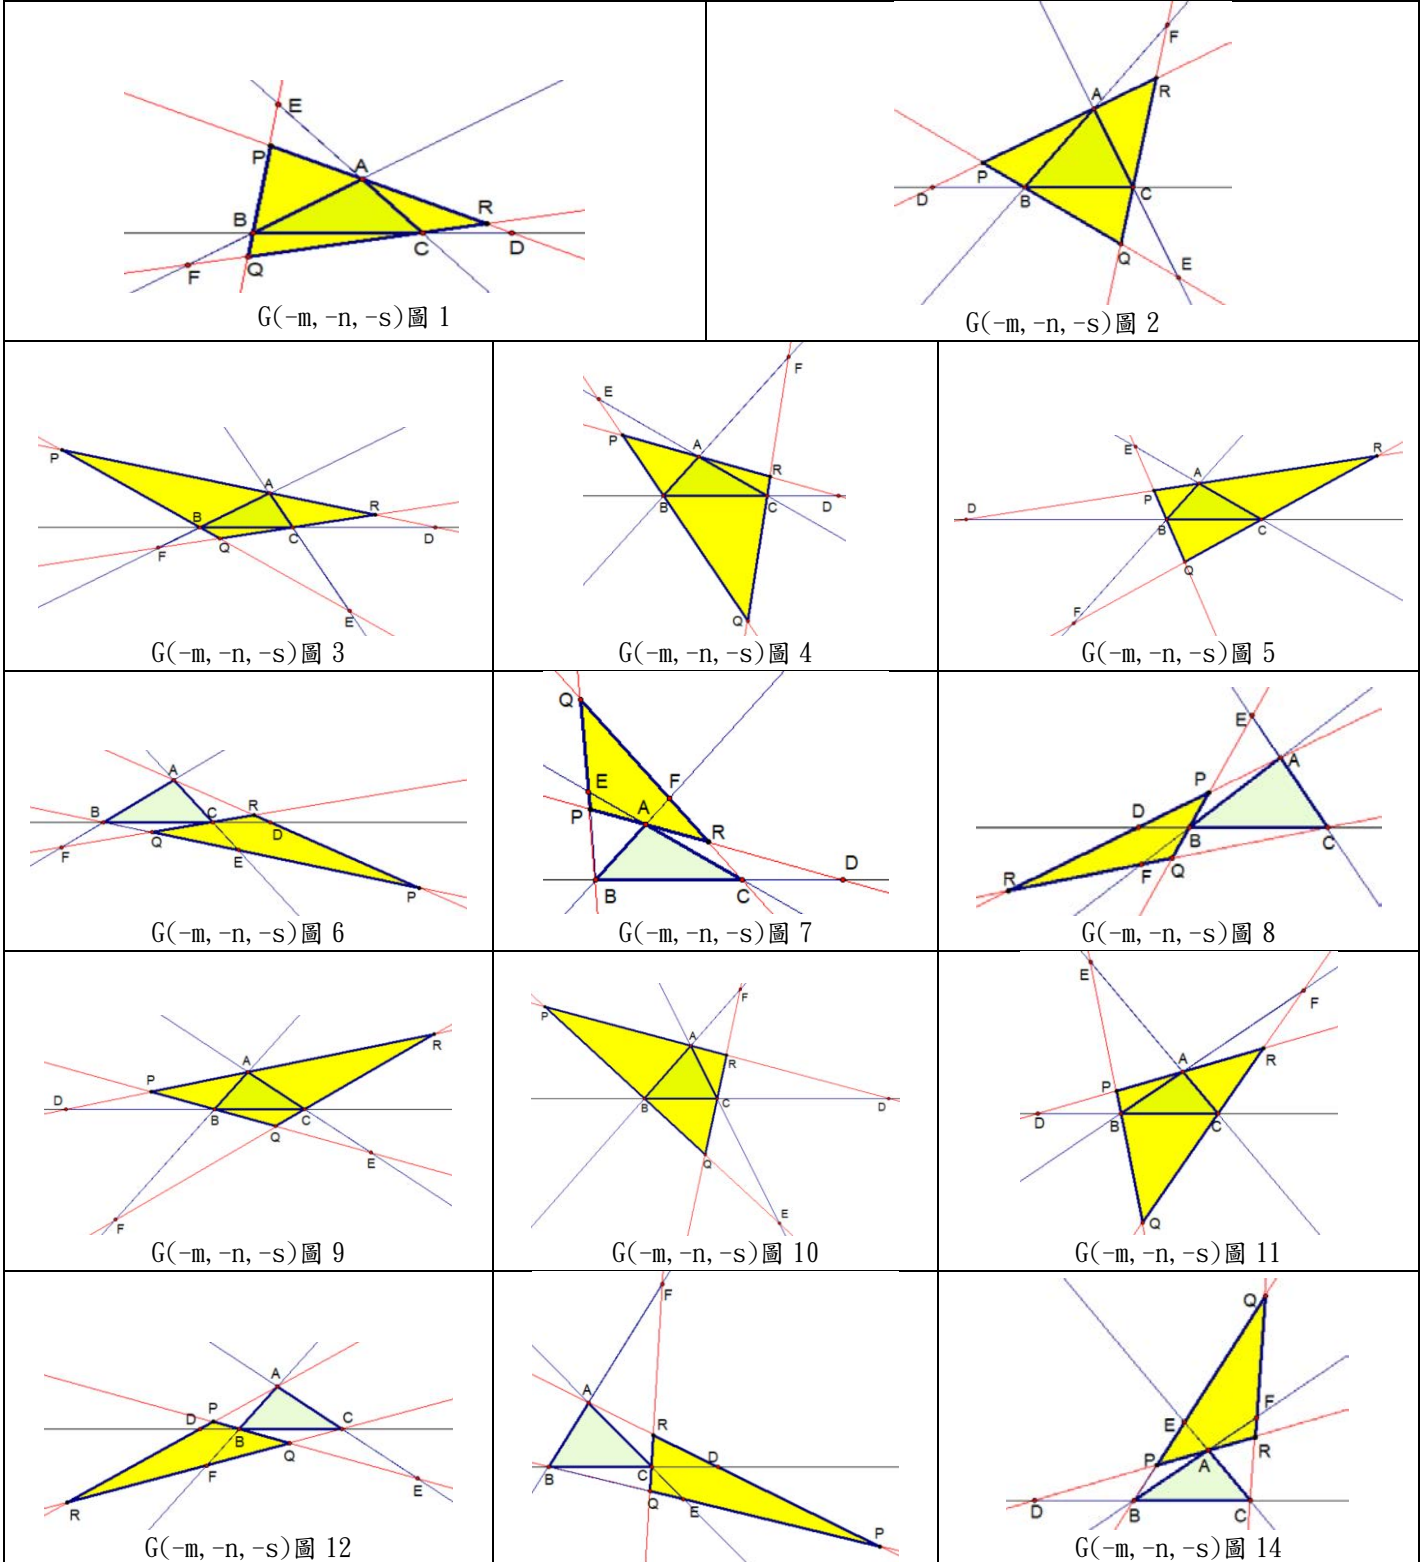 E
P
A
B
R
C
D
F
Q
G(-m,-n,-s)圖 1
F
A
R
P
D
B
C
Q
E
G(-m,-n,-s)圖 2
P
A
B
R
F
Q
C
D
E
G(-m,-n,-s)圖 3
F
E
P
A
R
B
C
D
Q
G(-m,-n,-s)圖 4
R
E
A
P
D
B
C
Q
F
G(-m,-n,-s)圖 5
A
B
C
R
D
Q
F
E
P
G(-m,-n,-s)圖 6
Q
E
F
P
A
R
D
B
C
G(-m,-n,-s)圖 7
E
A
P
D
B
C
F
Q
R
G(-m,-n,-s)圖 8
R
A
P
D
B
C
Q
E
F
G(-m,-n,-s)圖 9
F
P
A
R
B
C
D
Q
E
G(-m,-n,-s)圖 10
E
F
A
R
P
D
B
C
Q
G(-m,-n,-s)圖 11
A
P
D
C
B
Q
F
E
R
G(-m,-n,-s)圖 12
F
A
R
D
B
C
Q
E
P
Q
E
F
P
A
R
D
B
C
G(-m,-n,-s)圖 14